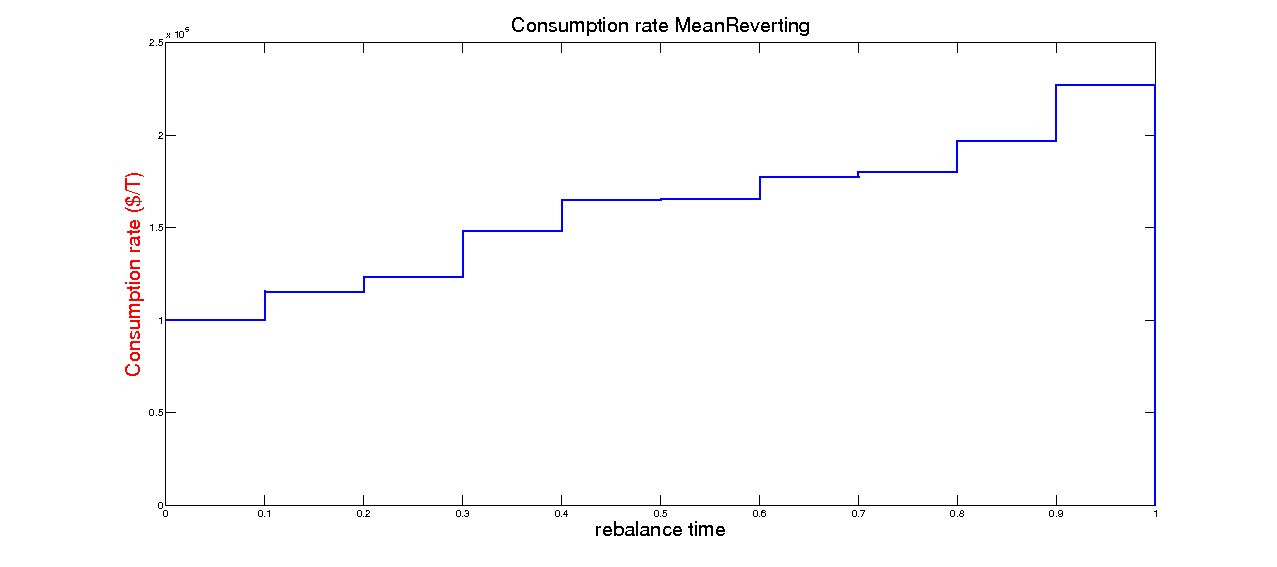 Consumption rate MeanReverting
x 10^5
2.5
2
1.5
1
0.5
0
Consumption rate ($/T)
0 0.1 0.2 0.3 0.4 0.5 0.6 0.7 0.8 0.9 1
rebalance time